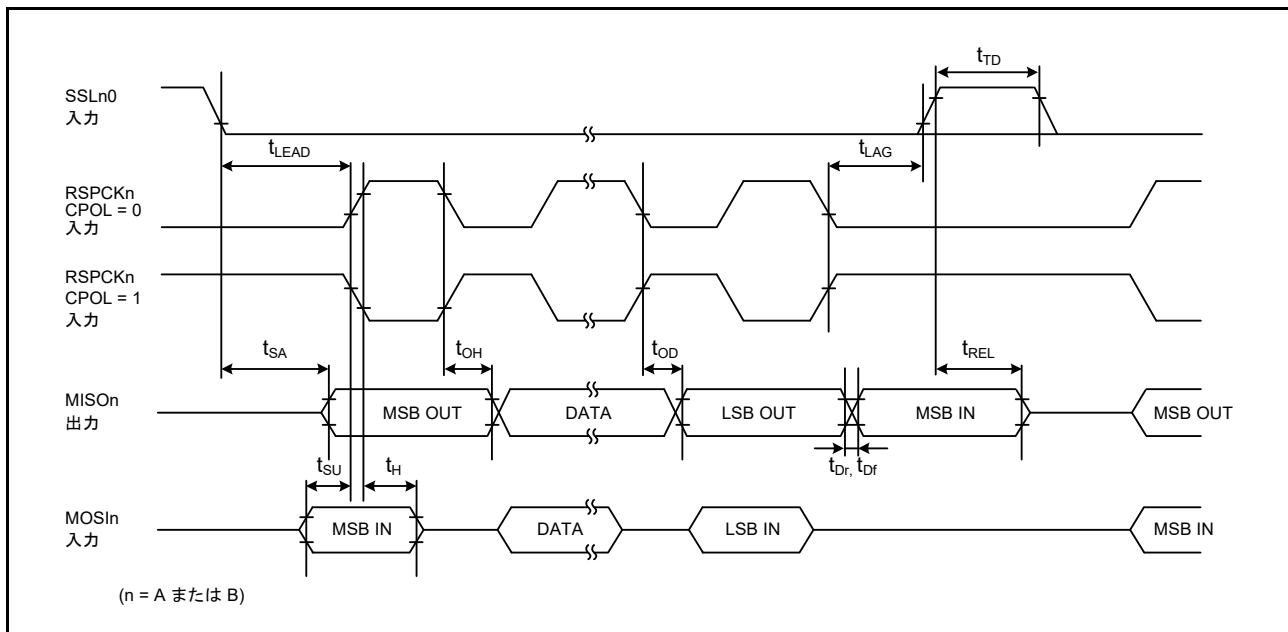 t_TD
SSLn0
入力
t_LEAD
t_LAG
RSPCKn
CPOL = 0
入力
RSPCKn
CPOL = 1
入力
t_SA
t_OH
t_OD
t_REL
MISOn
出力
MSB OUT
DATA
LSB OUT
MSB IN
MSB OUT
t_SU
t_H
t_Dr, t_Df
MOSIn
入力
MSB IN
DATA
LSB IN
MSB IN
(n = A または B)